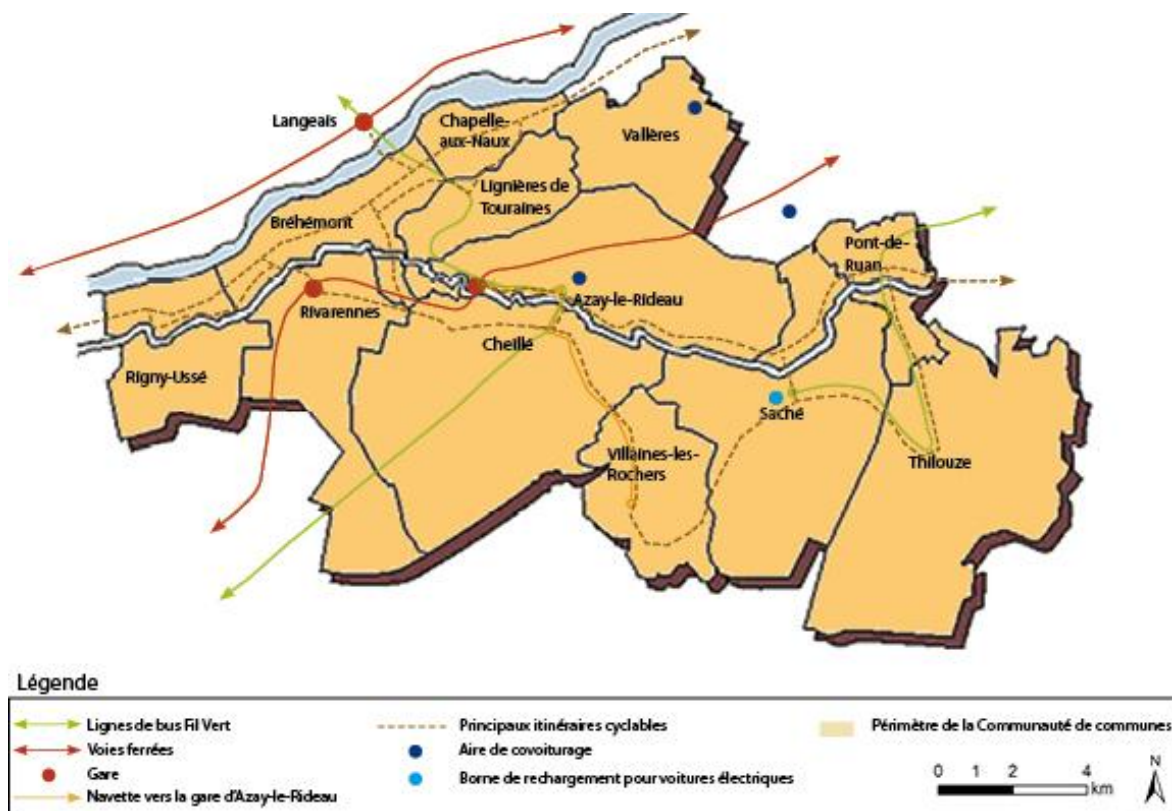 Langeais
Chapelle-
aux-Naux
Vallères
Lignières de
Touraines
Bréhémont
Pont-de-
Ruan
Rivarennes
Azay-le-Rideau
Cheillé
Rigny-Ussé
Saché
Villaines-les-
Rochers
Thilouze
Légende
Lignes de bus Fil Vert
Voies ferrées
Gare
Navette vers la gare d'Azay-le-Rideau
Principaux itinéraires cyclables
Aire de covoiturage
Borne de rechargement pour voitures électriques
Périmètre de la Communauté de communes
0 1 2 4
km
N